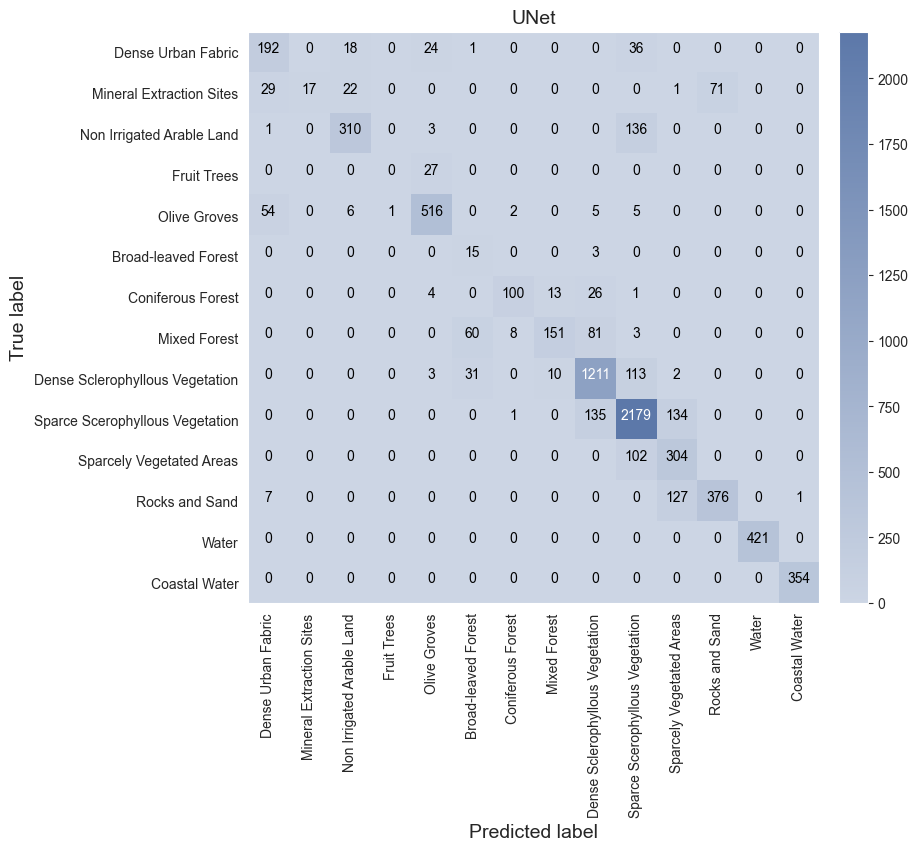 UNet
Dense Urban Fabric 192 0 18 0 24 1 0 0 0 36 0 0 0 0
Mineral Extraction Sites 29 17 22 0 0 0 0 0 0 0 1 71 0 0
Non Irrigated Arable Land 1 0 310 0 3 0 0 0 0 136 0 0 0 0
Fruit Trees 0 0 0 0 27 0 0 0 0 0 0 0 0 0
Olive Groves 54 0 6 1 516 0 2 0 5 5 0 0 0 0
Broad-leaved Forest 0 0 0 0 0 15 0 0 3 0 0 0 0 0
Coniferous Forest 0 0 0 0 4 0 100 13 26 1 0 0 0 0
Mixed Forest 0 0 0 0 0 60 8 151 81 3 0 0 0 0
Dense Sclerophyllous Vegetation 0 0 0 0 3 31 0 10 1211 113 2 0 0 0
Sparce Scerophyllous Vegetation 0 0 0 0 0 0 1 0 135 2179 134 0 0 0
Sparcely Vegetated Areas 0 0 0 0 0 0 0 0 0 102 304 0 0 0
Rocks and Sand 7 0 0 0 0 0 0 0 0 0 127 376 0 1
Water 0 0 0 0 0 0 0 0 0 0 0 0 421 0
Coastal Water 0 0 0 0 0 0 0 0 0 0 0 0 0 354
True label
Dense Urban Fabric
Mineral Extraction Sites
Non Irrigated Arable Land
Fruit Trees
Olive Groves
Broad-leaved Forest
Coniferous Forest
Mixed Forest
Dense Sclerophyllous Vegetation
Sparce Scerophyllous Vegetation
Sparcely Vegetated Areas
Rocks and Sand
Water
Coastal Water
Predicted label
2000
1750
1500
1250
1000
750
500
250
0